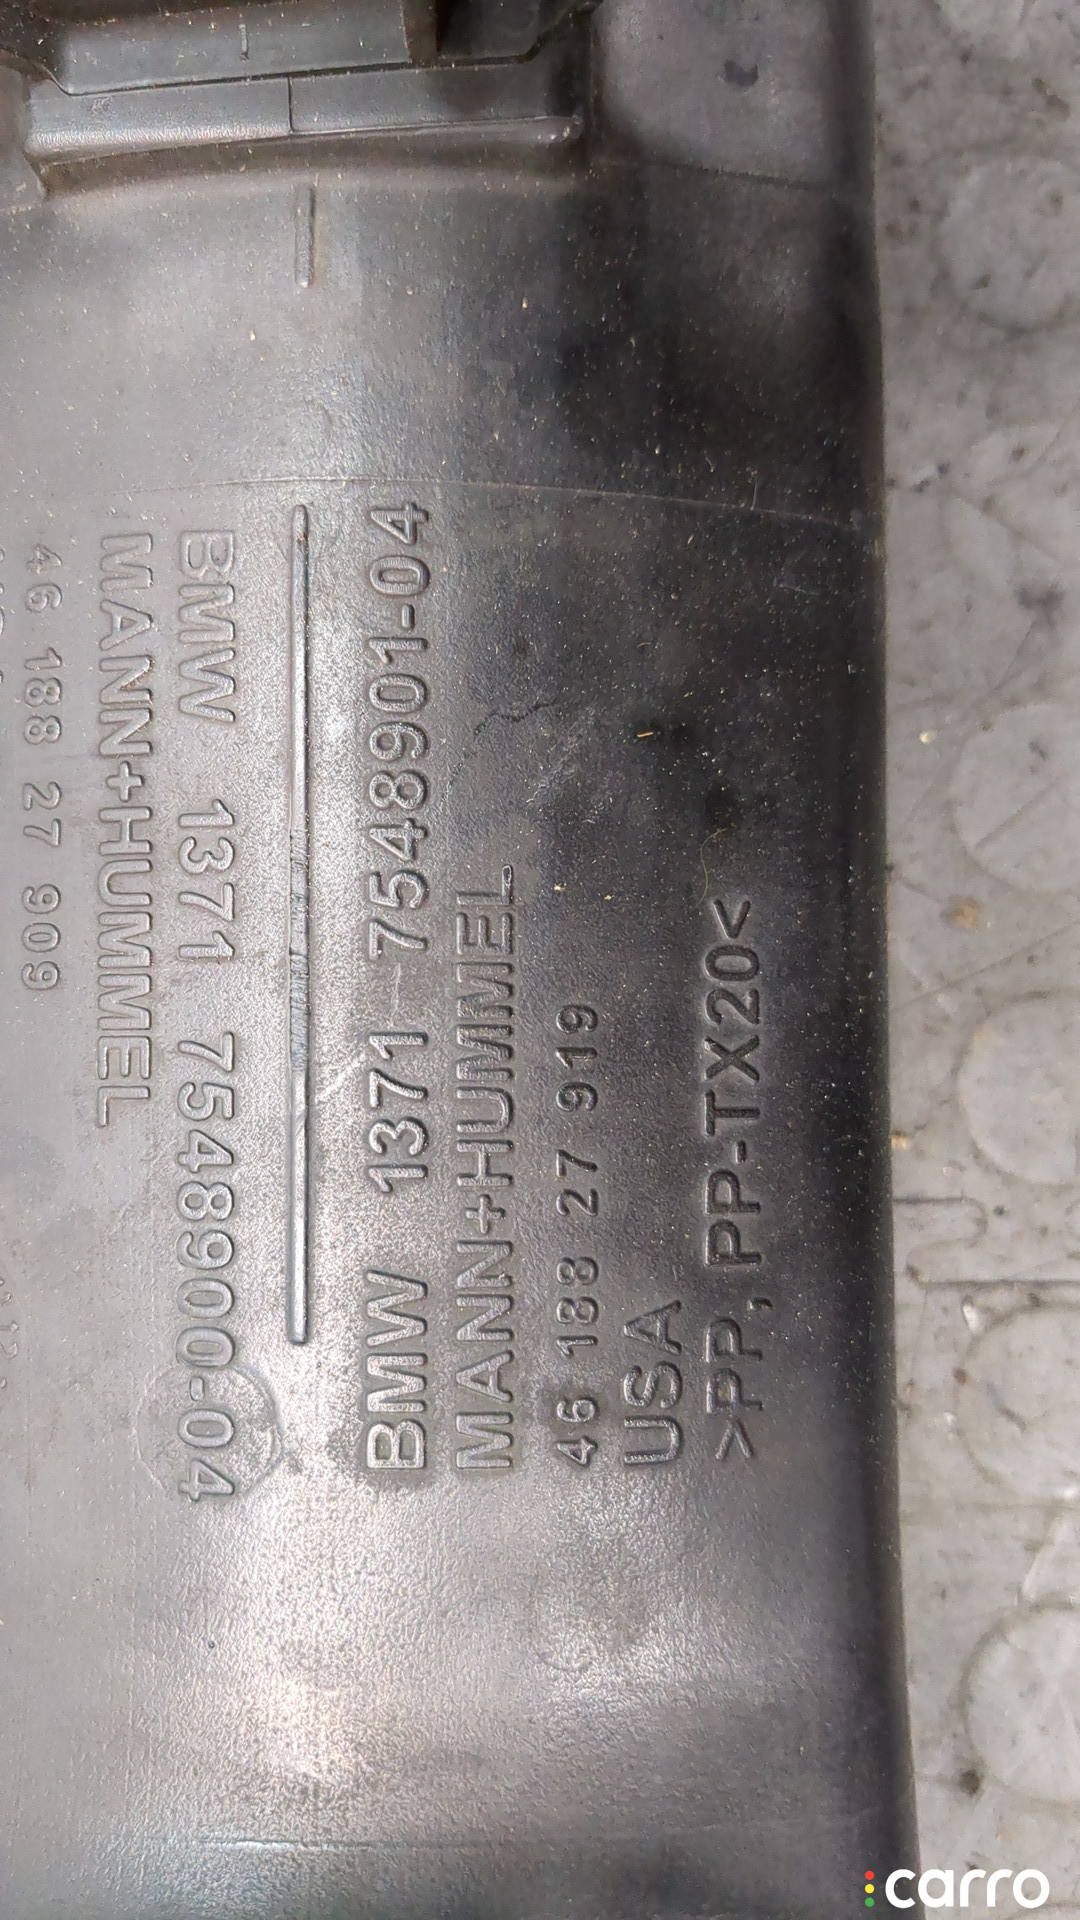 BMW 1371 7548901-04
MANN+HUMMEL
46 188 27 919
USA
>PP, PP-TX20<
BMW 1371 7548900-04
MANN+HUMMEL
46 188 27 909
carro